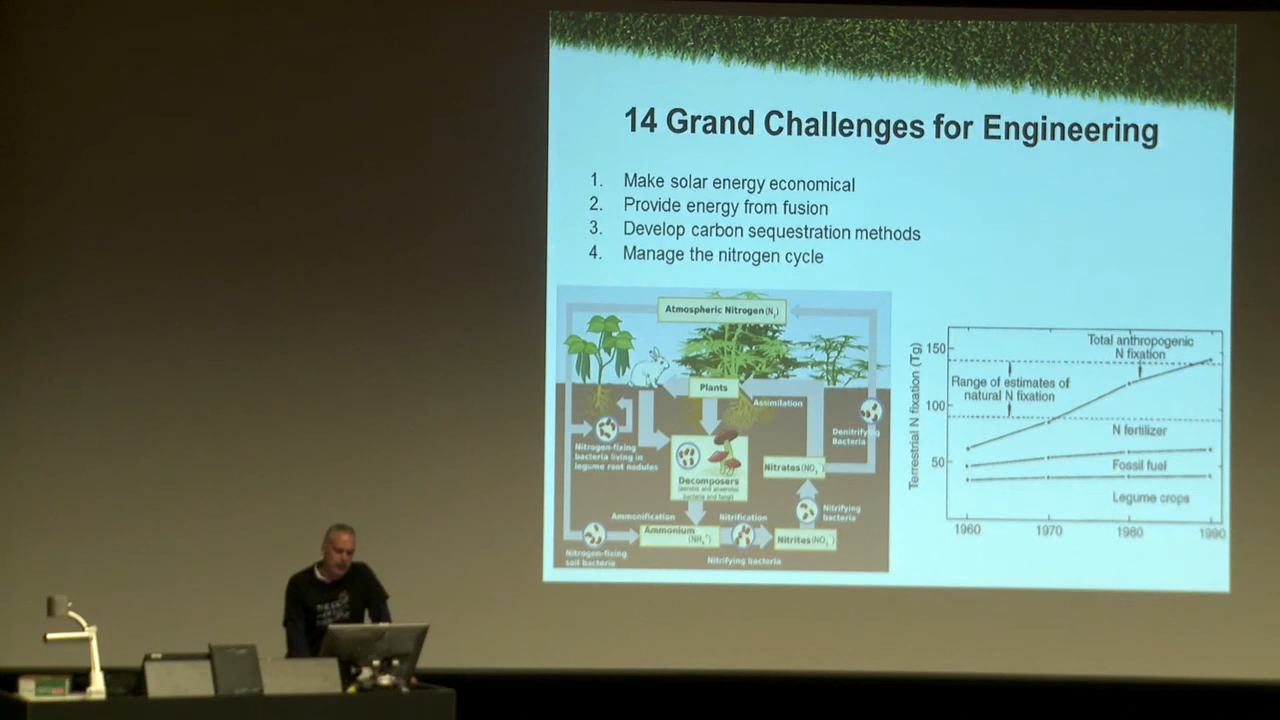 14 Grand Challenges for Engineering
1. Make solar energy economical
2. Provide energy from fusion
3. Develop carbon sequestration methods
4. Manage the nitrogen cycle
Atmospheric Nitrogen (N2)
Plants
Assimilation
Denitrifying
Bacteria
Nitrogen-fixing
bacteria living in
legume root nodules
Decomposers
(aerobic and anaerobic
bacteria and fungi)
Nitrates (NO3-)
Nitrifying
bacteria
Ammonification
Nitrification
Ammonium
(NH4+)
Nitrites (NO2-)
Nitrogen-fixing
soil bacteria
Nitrifying bacteria
Terrestrial N fixation (Tg)
150
100
50
Total anthropogenic
N fixation
Range of estimates of
natural N fixation
N fertilizer
Fossil fuel
Legume crops
1960 1970 1980 1990